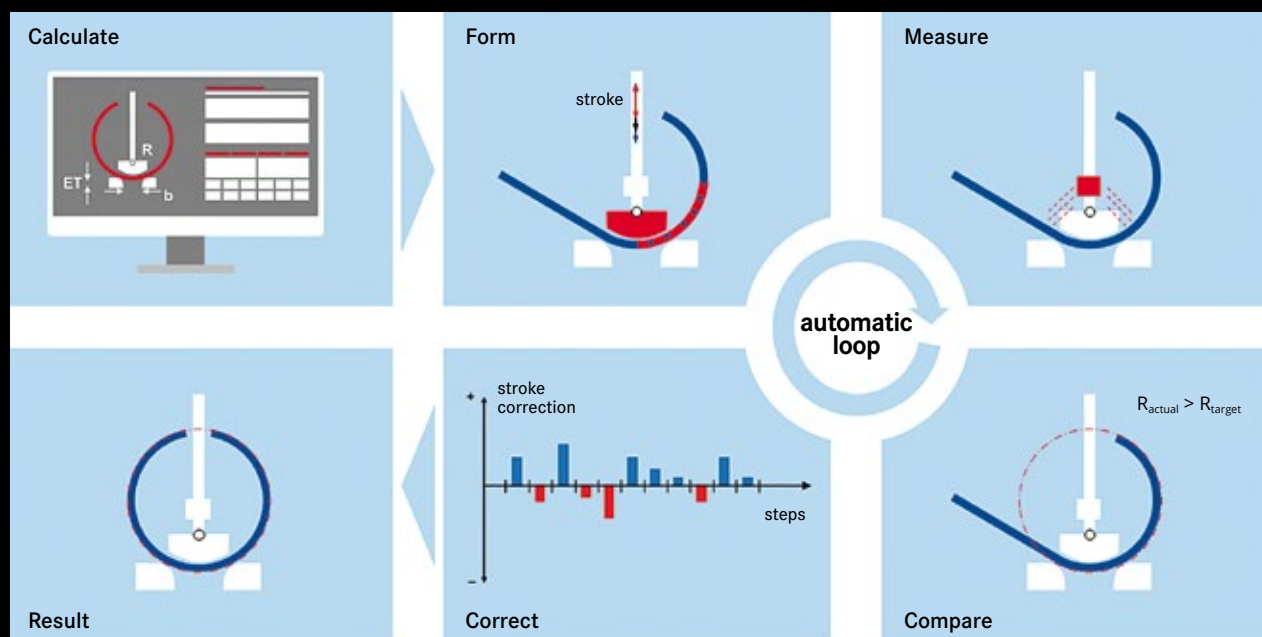 Calculate
R
ET
b
Form
stroke
Measure
automatic
loop
Result
+
stroke
correction
steps
–
Correct
R_actual > R_target
Compare